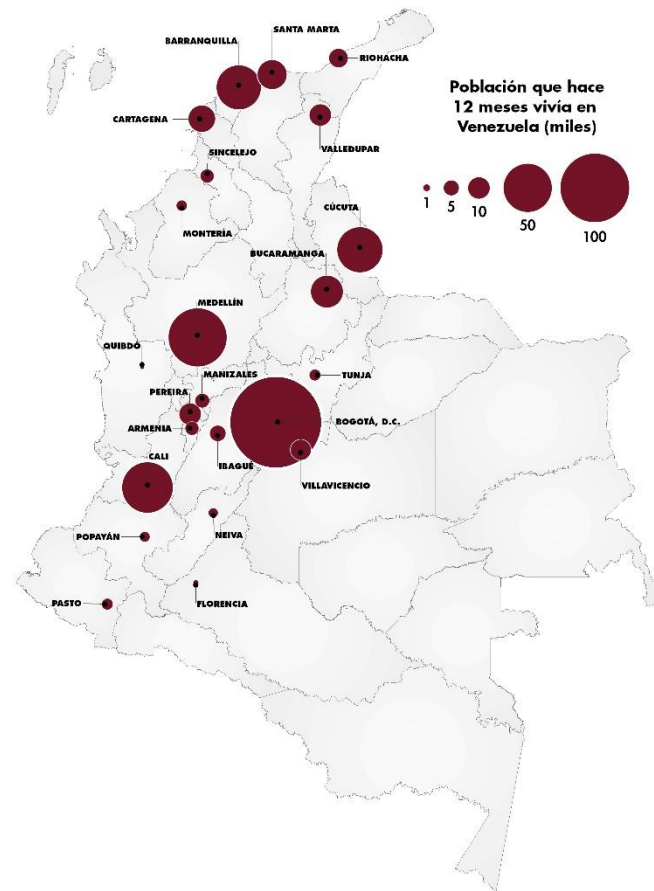 SANTA MARTA
BARRANQUILLA
RIOHACHA
Población que hace
12 meses vivía en
Venezuela (miles)
CARTAGENA
VALLEDUPAR
SINCELEJO
1
5
10
50
100
CÚCUTA
MONTERÍA
BUCARAMANGA
MEDELLÍN
QUIBDÓ
MANIZALES
TUNJA
PEREIRA
BOGOTÁ, D.C.
ARMENIA
IBAGUÉ
CALI
VILLAVICENCIO
POPAYÁN
NEIVA
PASTO
FLORENCIA